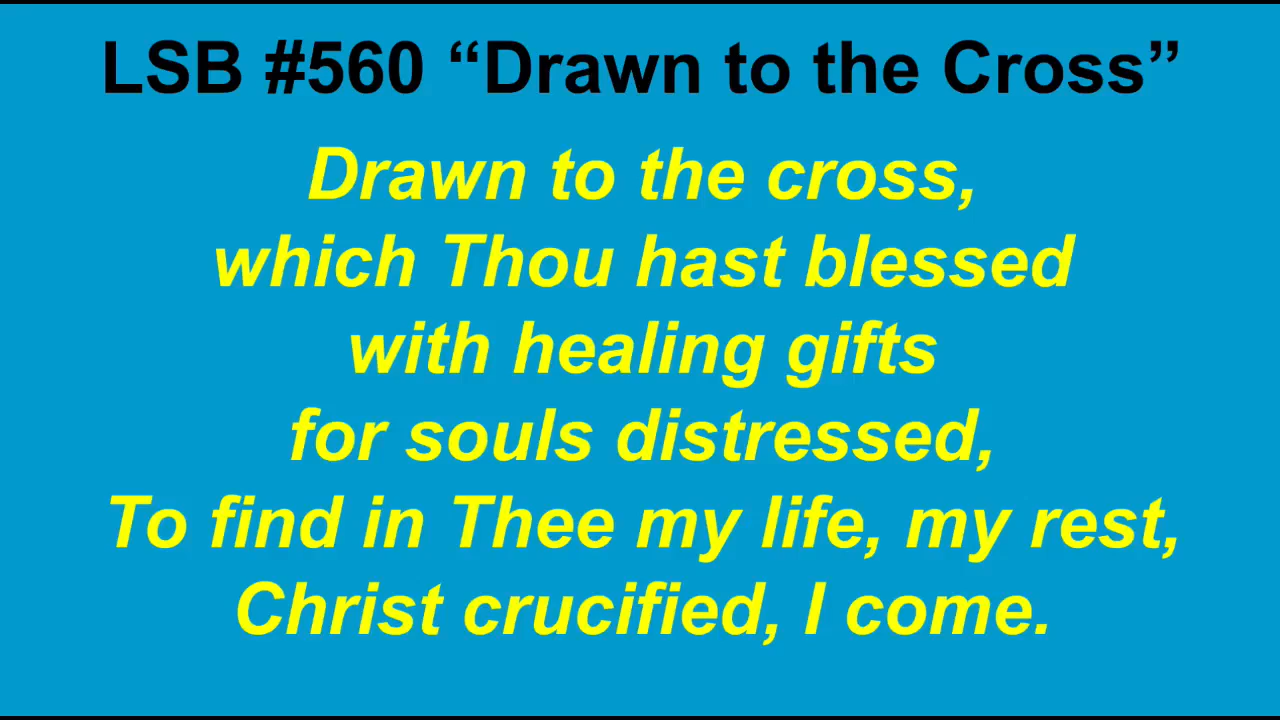 LSB #560 “Drawn to the Cross”
Drawn to the cross,
which Thou hast blessed
with healing gifts
for souls distressed,
To find in Thee my life, my rest,
Christ crucified, I come.